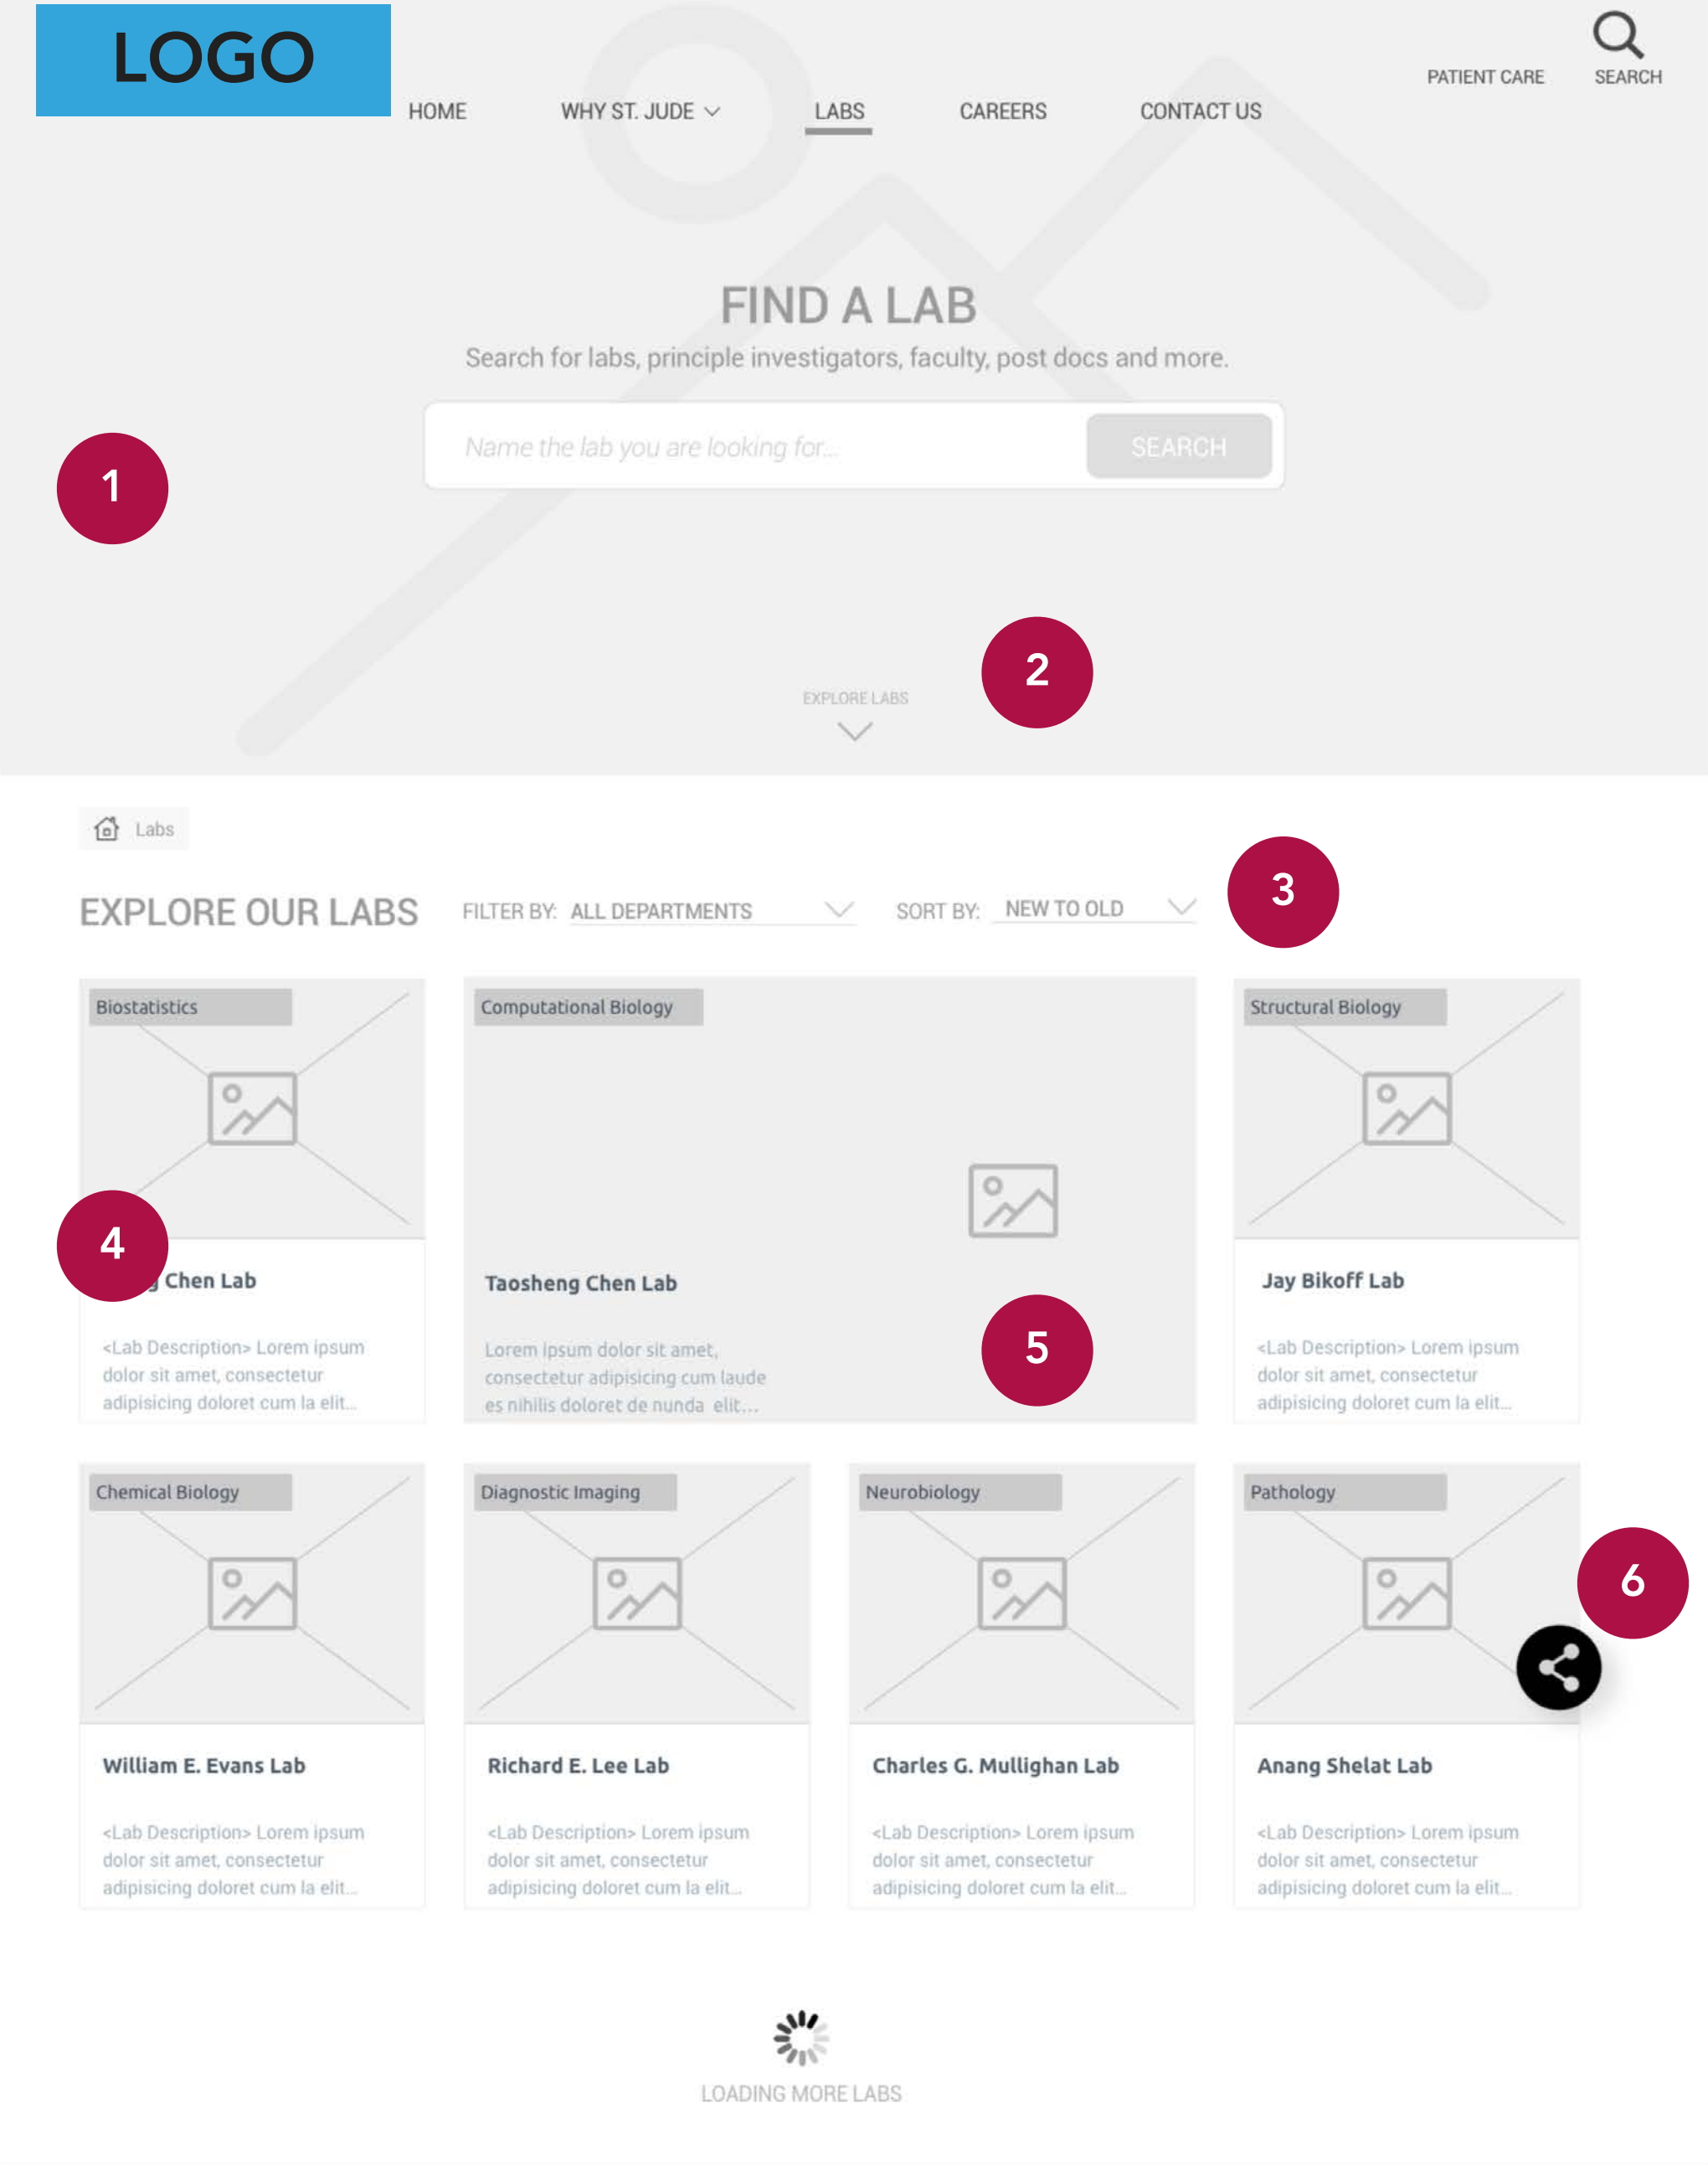 LOGO
PATIENT CARE
SEARCH
HOME
WHY ST. JUDE
LABS
CAREERS
CONTACT US
FIND A LAB
Search for labs, principle investigators, faculty, post docs and more.
Name the lab you are looking for...
SEARCH
1
2
EXPLORE LABS
Labs
3
EXPLORE OUR LABS
FILTER BY: ALL DEPARTMENTS
SORT BY: NEW TO OLD
Biostatistics
Computational Biology
Structural Biology
4
Chen Lab
Taosheng Chen Lab
Jay Bikoff Lab
<Lab Description> Lorem ipsum
dolor sit amet, consectetur
adipisicing doloret cum la elit...
Lorem ipsum dolor sit amet,
consectetur adipisicing cum laude
es nihilis doloret de nunda elit...
5
<Lab Description> Lorem ipsum
dolor sit amet, consectetur
adipisicing doloret cum la elit...
Chemical Biology
Diagnostic Imaging
Neurobiology
Pathology
6
William E. Evans Lab
Richard E. Lee Lab
Charles G. Mullighan Lab
Anang Shelat Lab
<Lab Description> Lorem ipsum
dolor sit amet, consectetur
adipisicing doloret cum la elit...
<Lab Description> Lorem ipsum
dolor sit amet, consectetur
adipisicing doloret cum la elit...
<Lab Description> Lorem ipsum
dolor sit amet, consectetur
adipisicing doloret cum la elit...
<Lab Description> Lorem ipsum
dolor sit amet, consectetur
adipisicing doloret cum la elit...
LOADING MORE LABS